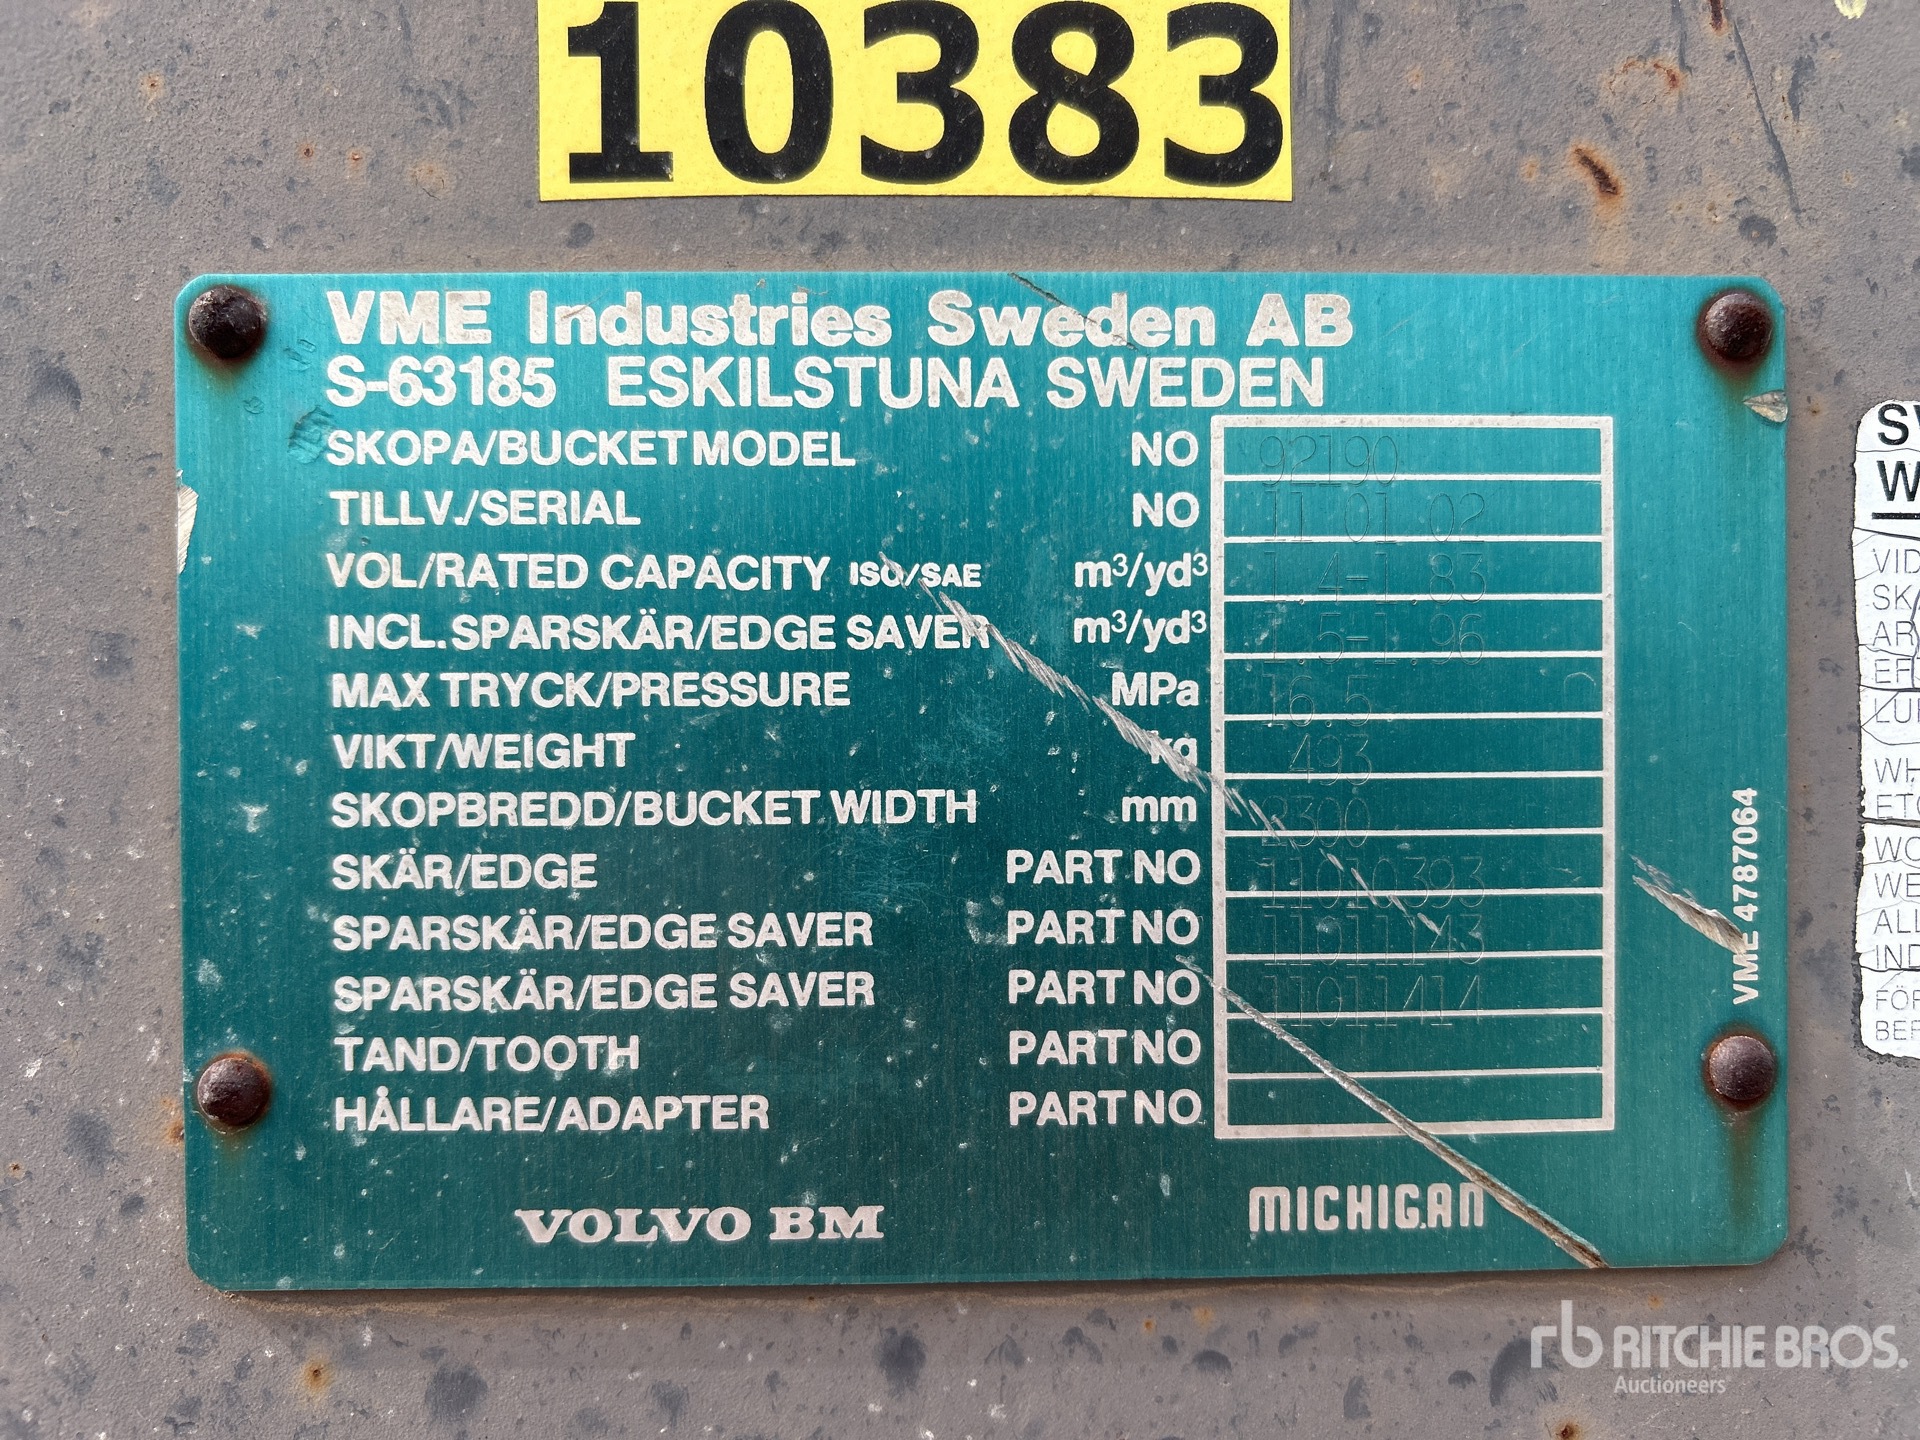 10383
VME Industries Sweden AB
S-63185 ESKILSTUNA SWEDEN
SKOPA/BUCKET MODEL NO 92190
TILLV./SERIAL NO 11 01 02
VOL/RATED CAPACITY ISO/SAE m³/yd³ 1.4-1.83
INCL.SPARSKÄR/EDGE SAVER m³/yd³ 1.5-1.96
MAX TRYCK/PRESSURE MPa 16.5
VIKT/WEIGHT kg 493
SKOPBREDD/BUCKET WIDTH mm 2300
SKÄR/EDGE PART NO 11010393
SPARSKÄR/EDGE SAVER PART NO 11011143
SPARSKÄR/EDGE SAVER PART NO 11011414
TAND/TOOTH PART NO
HÅLLARE/ADAPTER PART NO
VOLVO BM MICHIGAN
VME 4787064
rb RITCHIE BROS.
Auctioneers